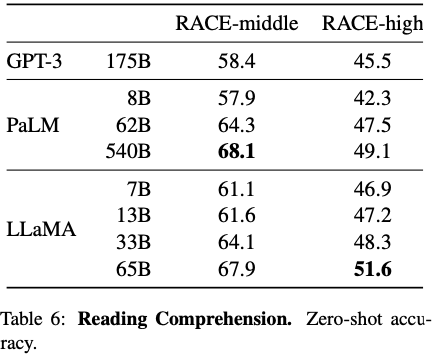 RACE-middle RACE-high
GPT-3 175B 58.4 45.5
8B 57.9 42.3
PaLM 62B 64.3 47.5
540B 68.1 49.1
7B 61.1 46.9
13B 61.6 47.2
LLaMA 33B 64.1 48.3
65B 67.9 51.6
Table 6: Reading Comprehension. Zero-shot accu-
racy.